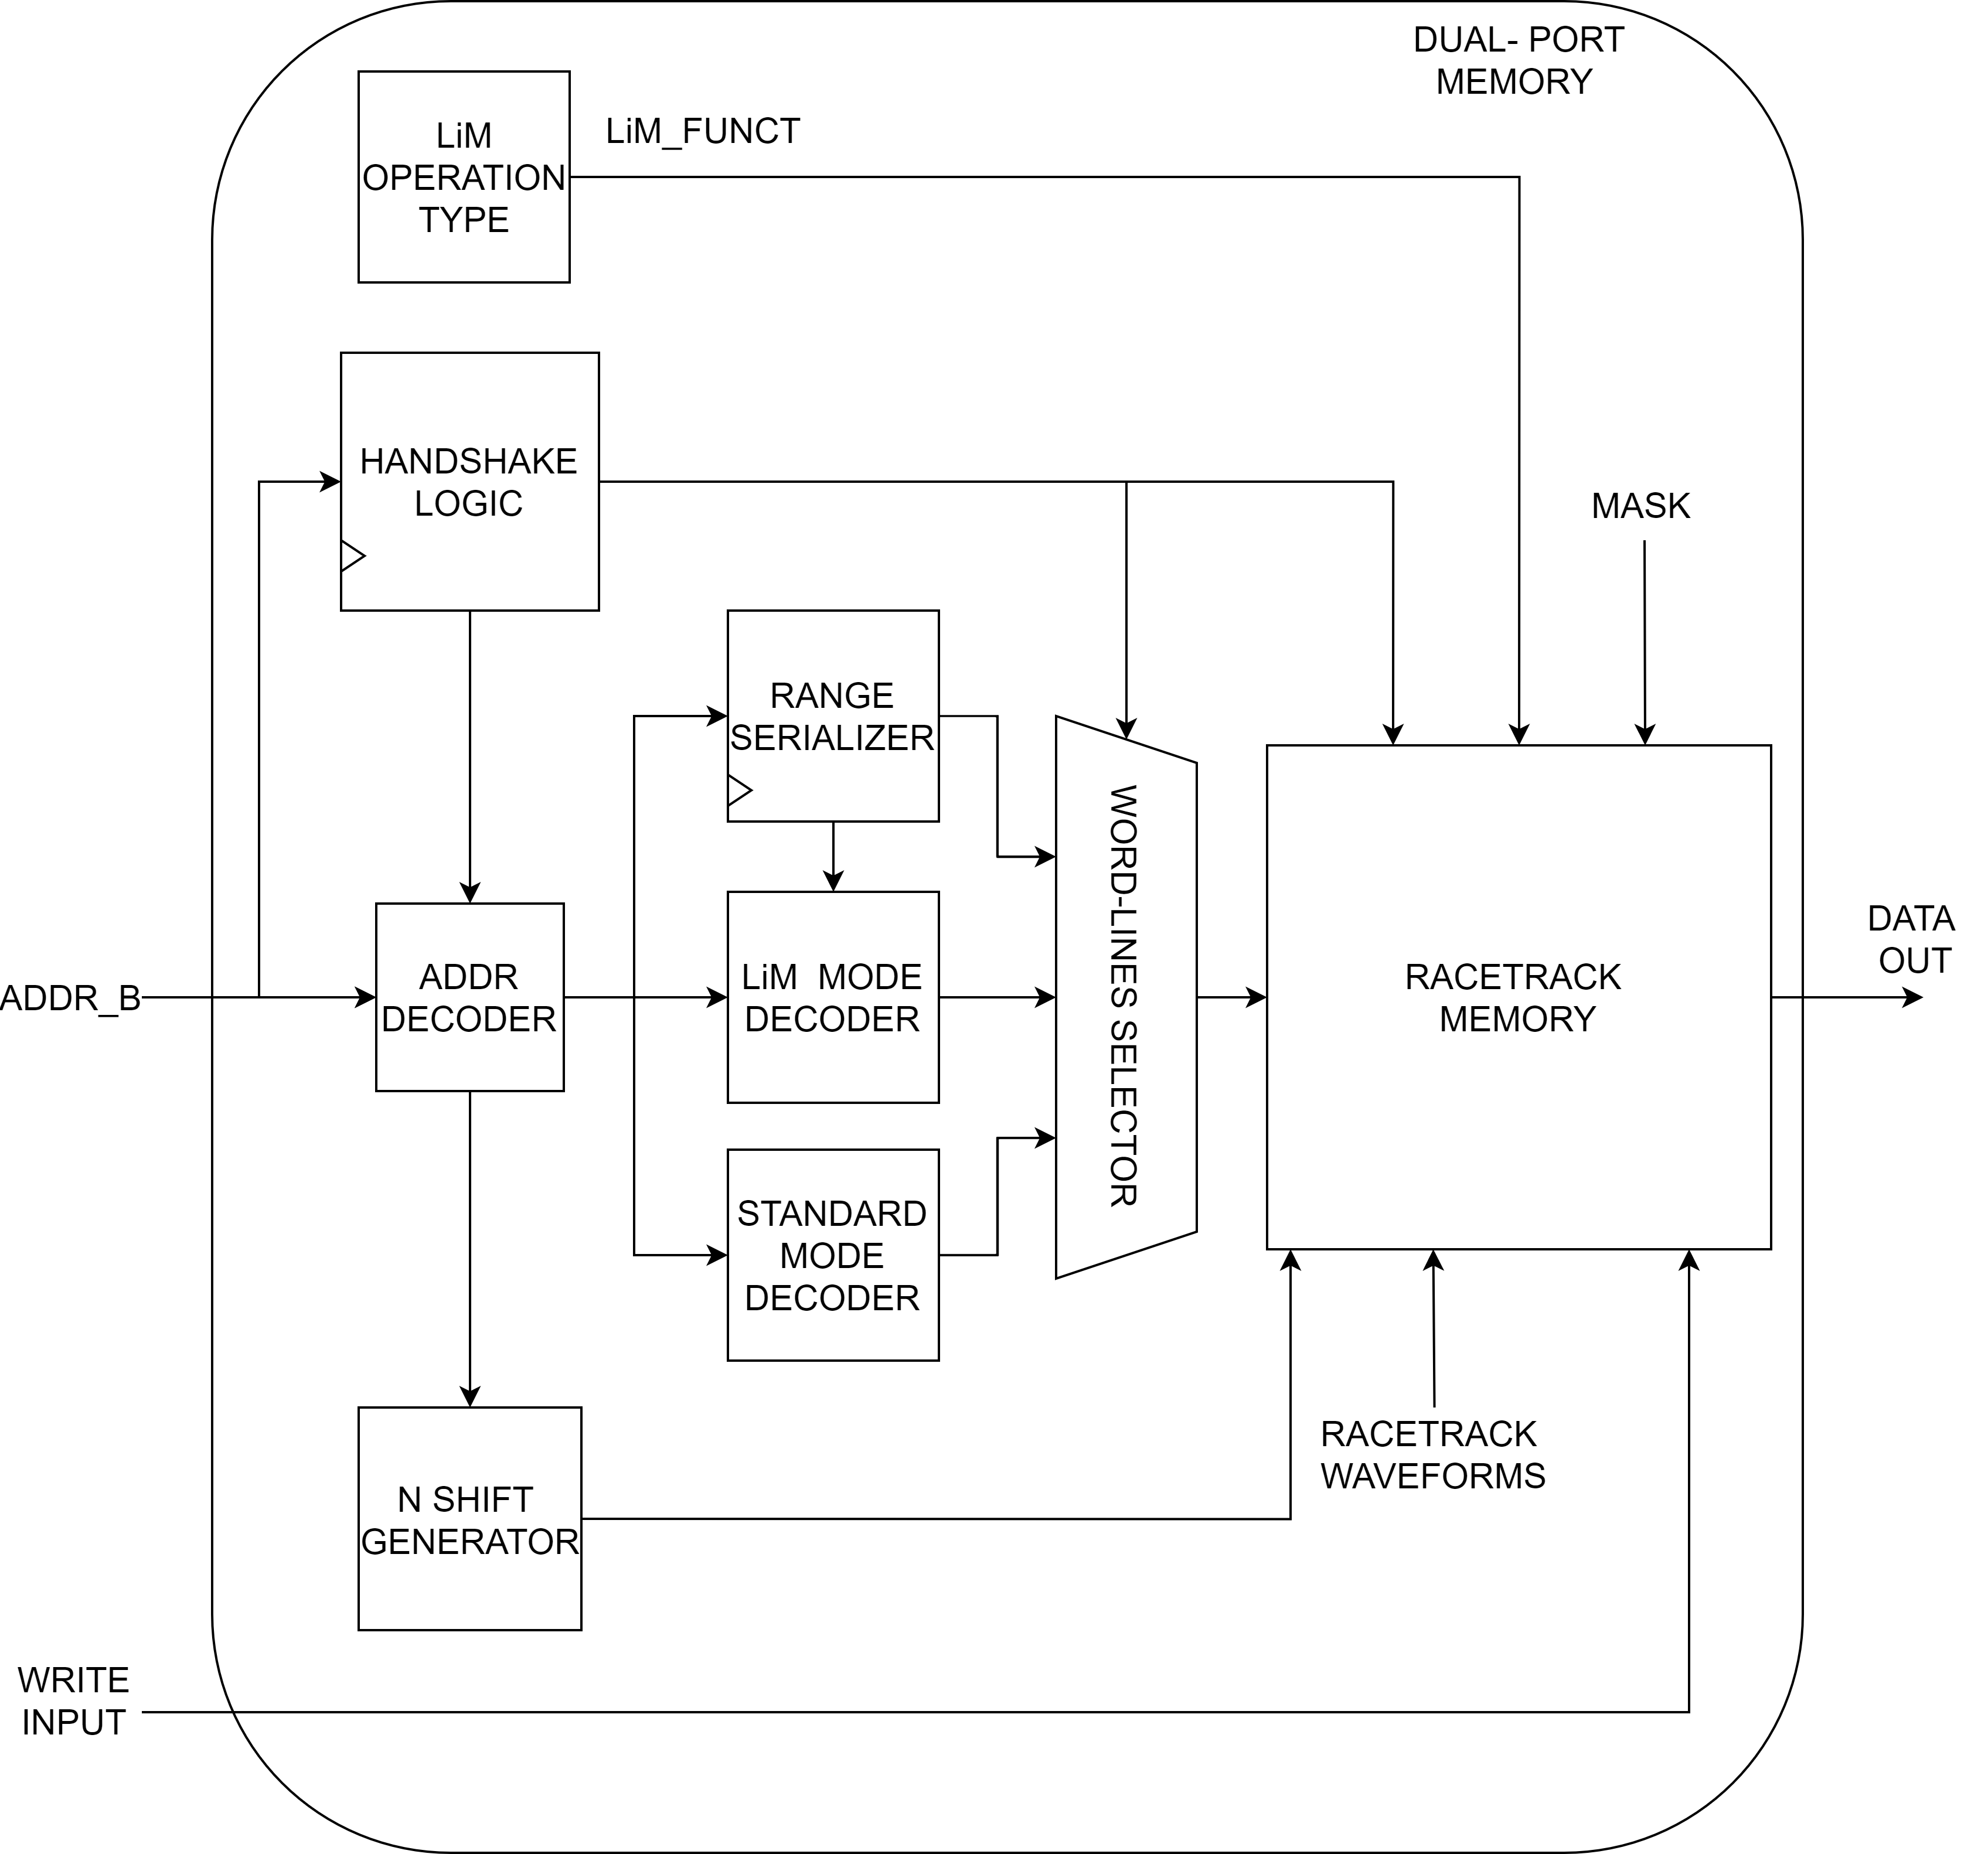 DUAL- PORT
MEMORY
LiM
OPERATION
TYPE
LiM_FUNCT
HANDSHAKE
LOGIC
MASK
RANGE
SERIALIZER
WORD-LINES SELECTOR
ADDR_B
ADDR
DECODER
LiM MODE
DECODER
RACETRACK
MEMORY
DATA
OUT
STANDARD
MODE
DECODER
N SHIFT
GENERATOR
RACETRACK
WAVEFORMS
WRITE
INPUT